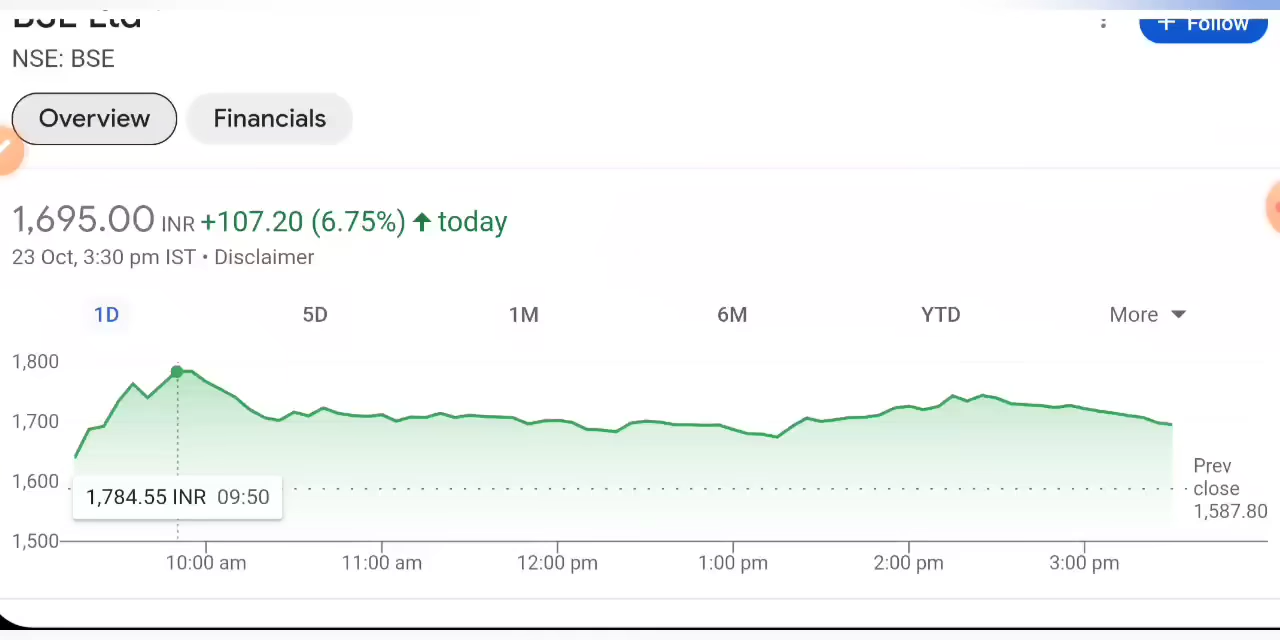 BSE Ltd
+ Follow
NSE: BSE
Overview
Financials
1,695.00 INR +107.20 (6.75%) ↑ today
23 Oct, 3:30 pm IST • Disclaimer
1D 5D 1M 6M YTD More
1,800
1,700
1,600
1,500
1,784.55 INR 09:50
Prev
close
1,587.80
10:00 am 11:00 am 12:00 pm 1:00 pm 2:00 pm 3:00 pm